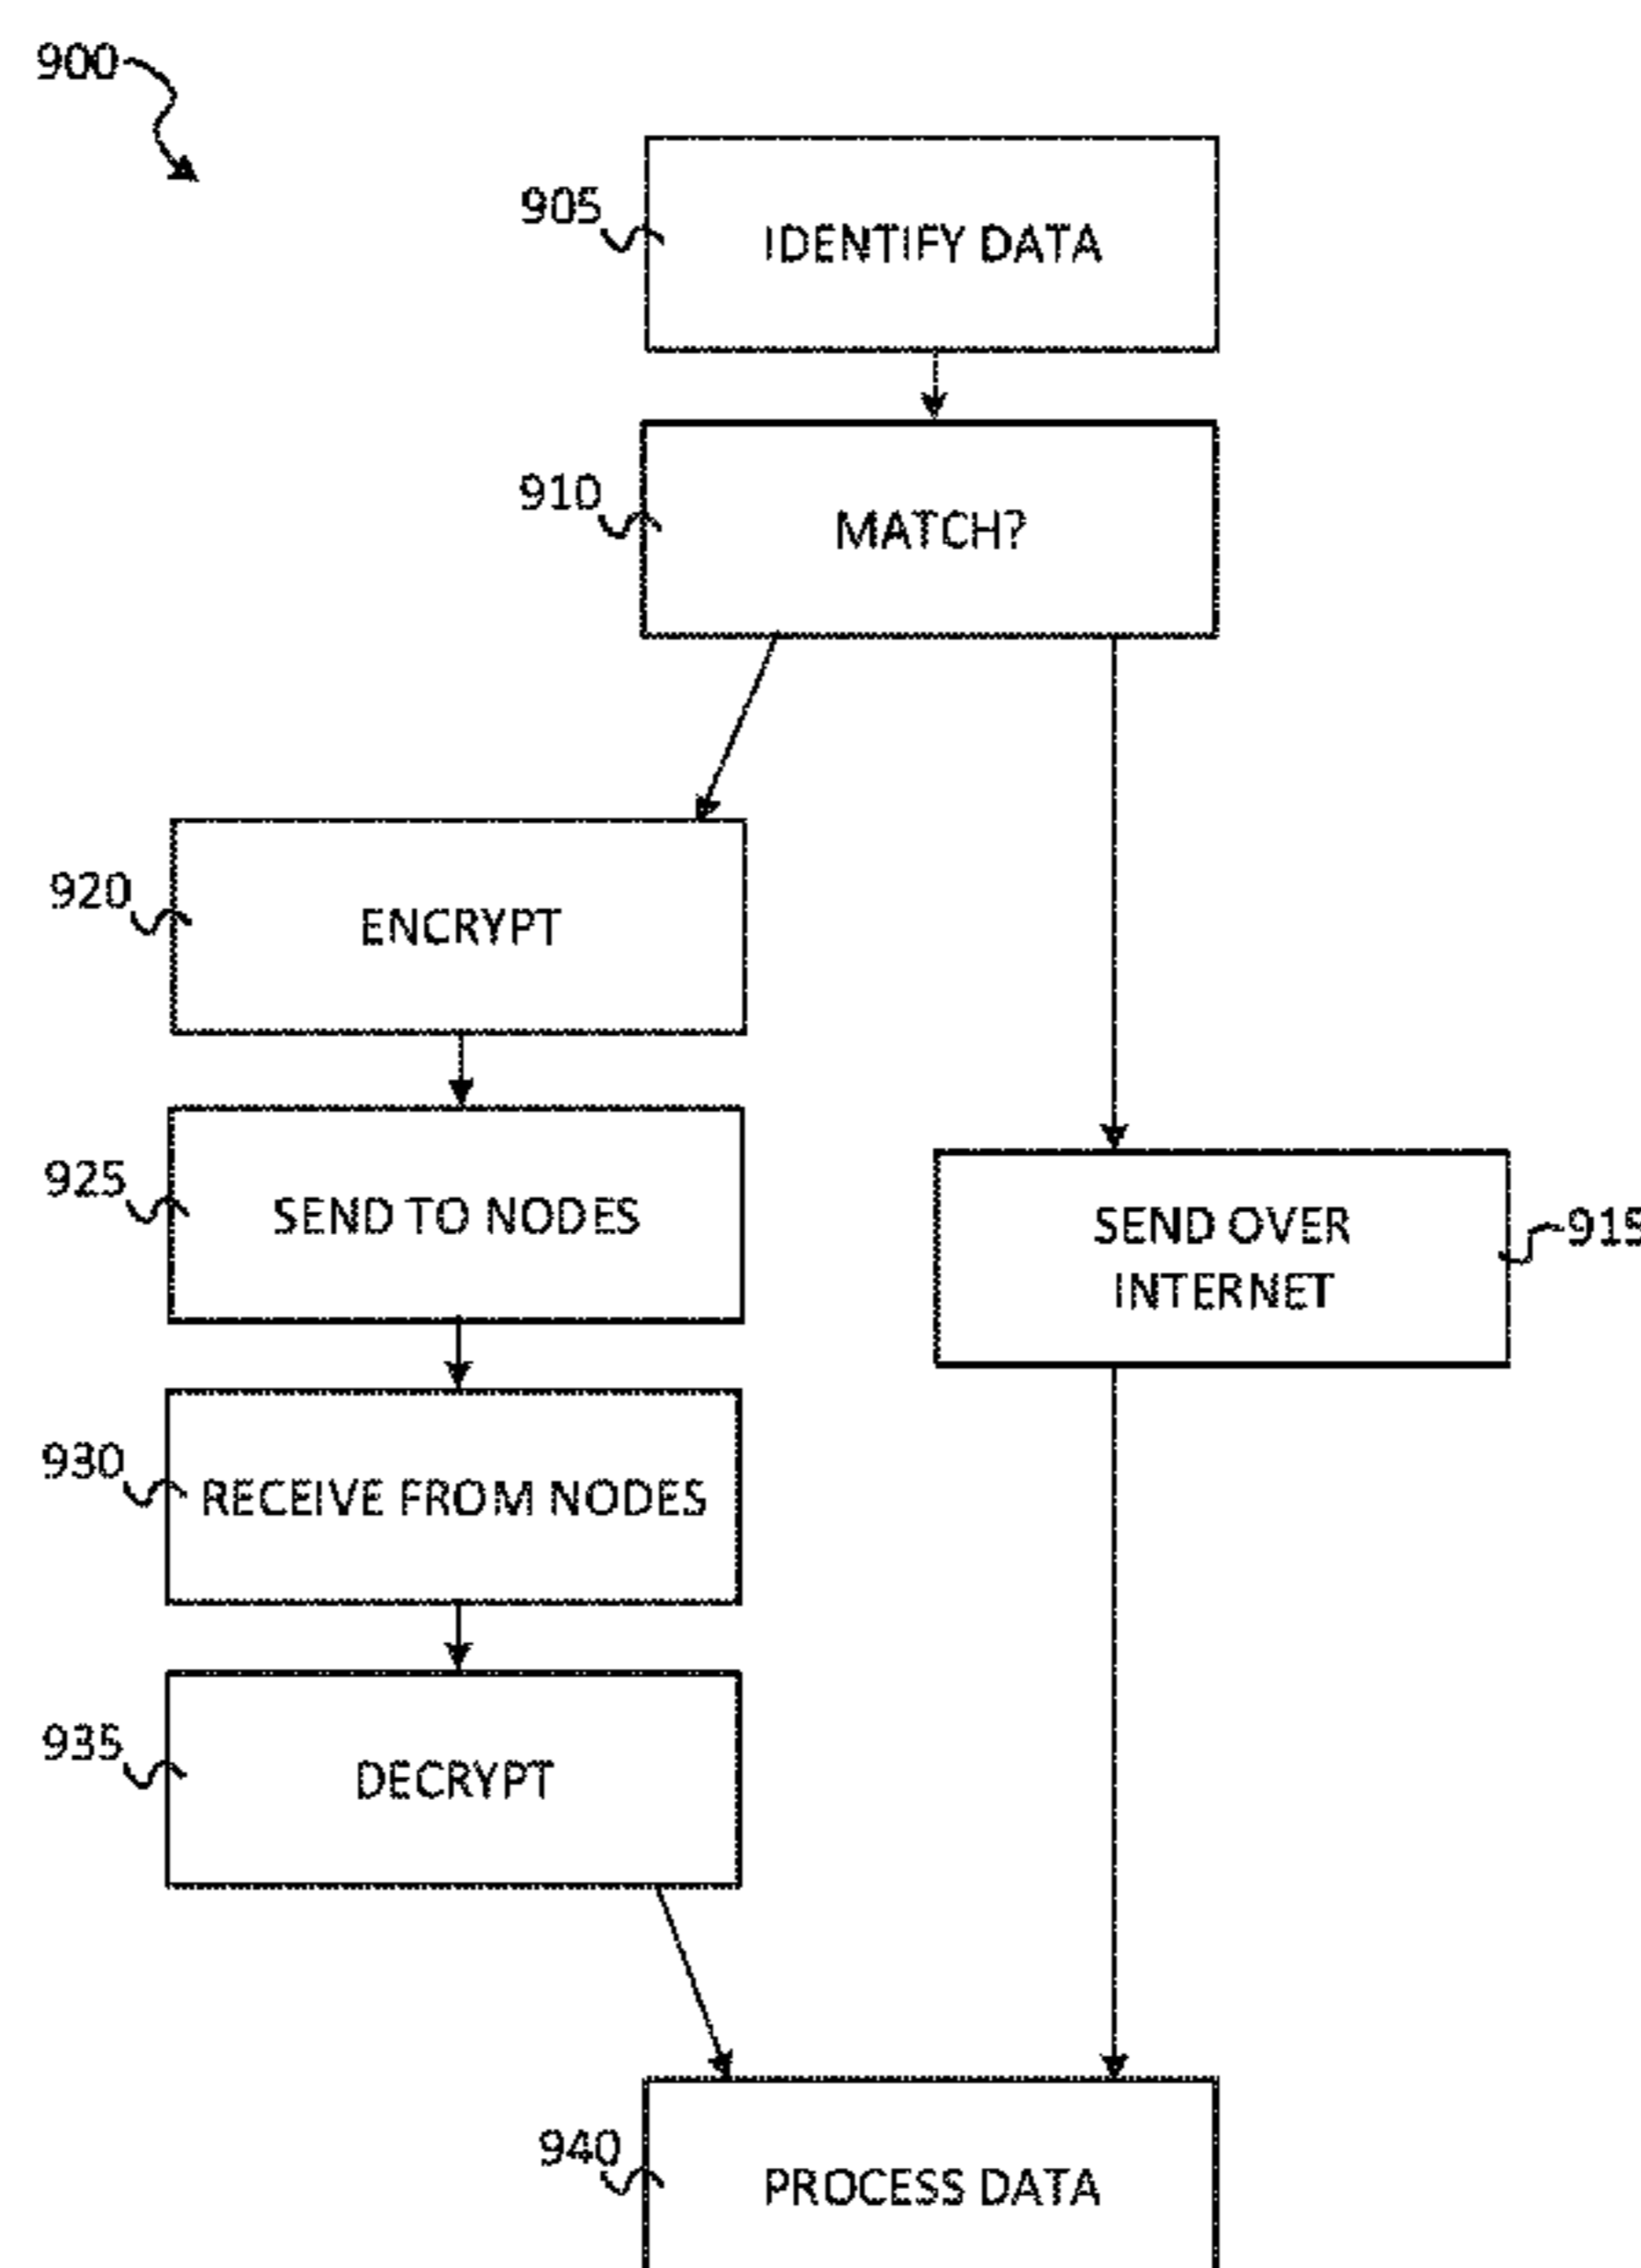 900
905
IDENTIFY DATA
910
MATCH?
920
ENCRYPT
925
SEND TO NODES
SEND OVER
INTERNET
915
930
RECEIVE FROM NODES
935
DECRYPT
940
PROCESS DATA